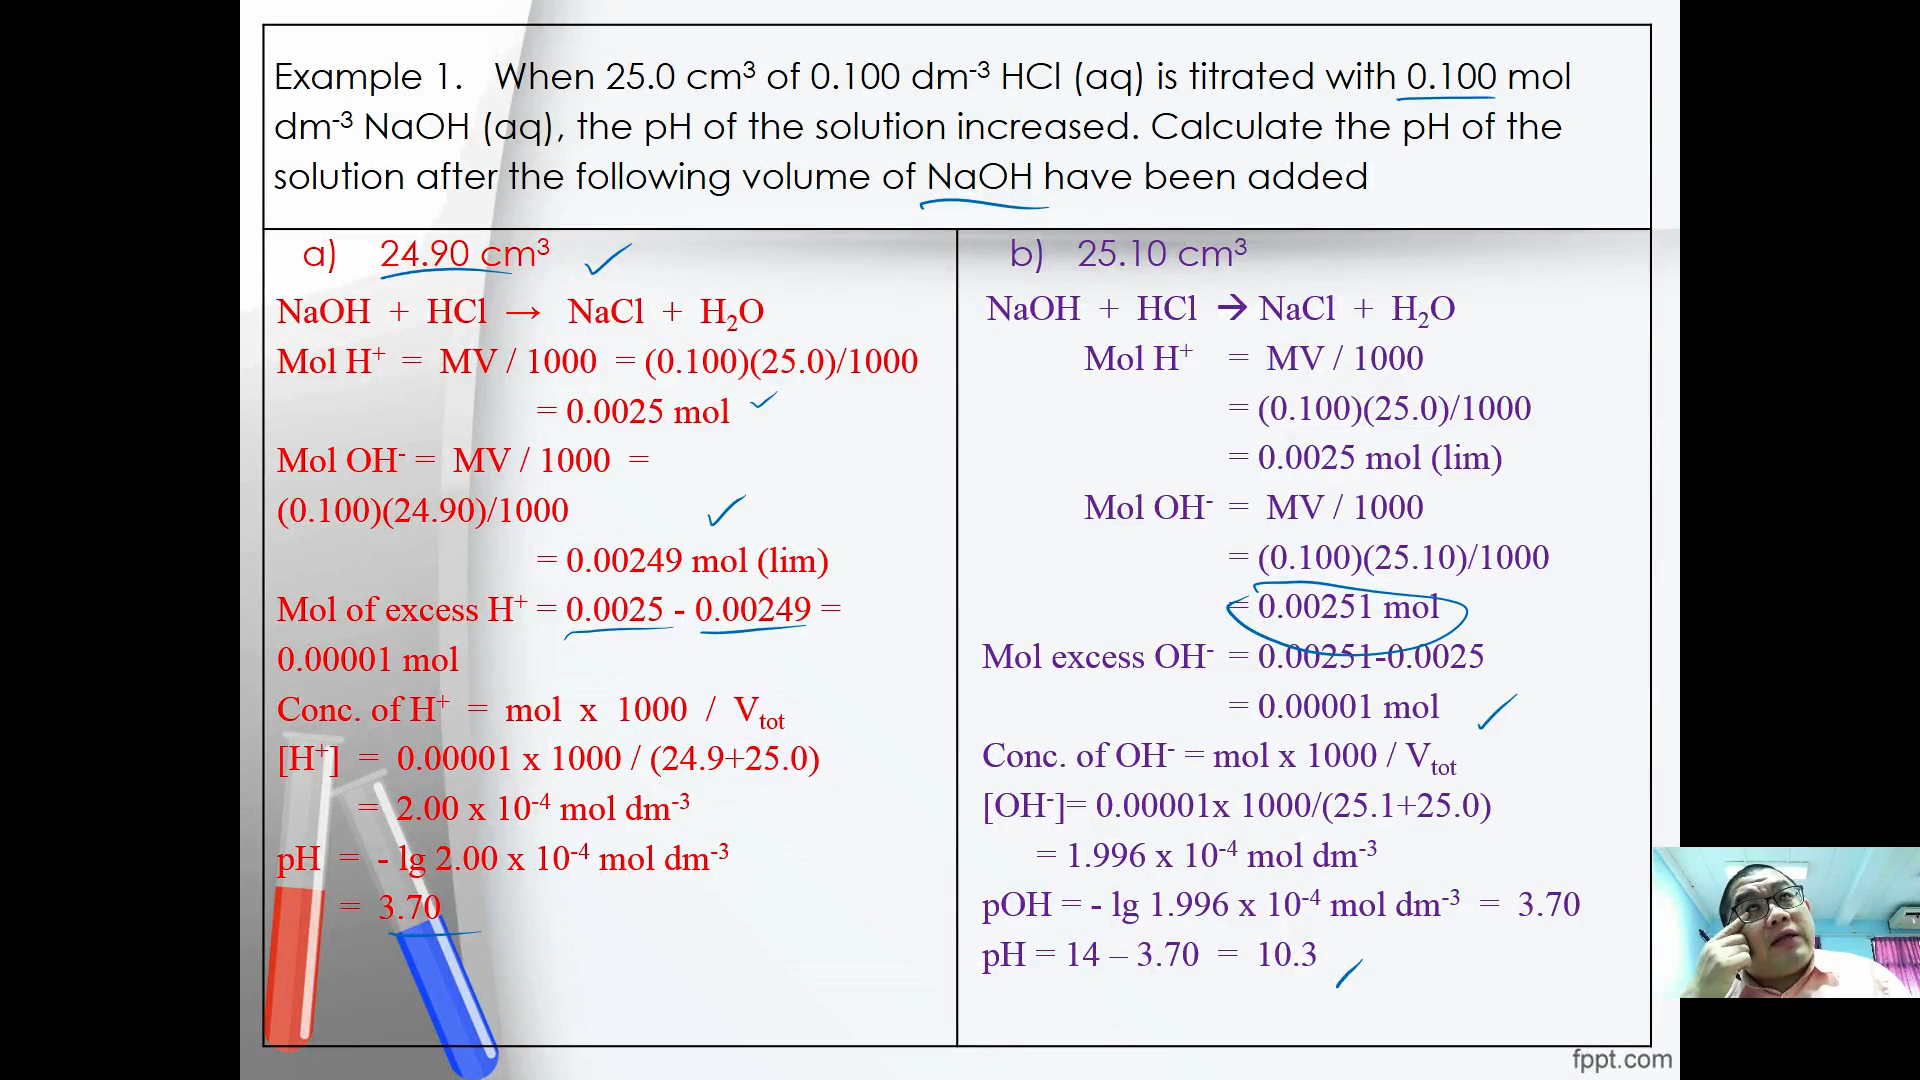 Example 1. When 25.0 cm³ of 0.100 dm⁻³ HCl (aq) is titrated with 0.100 mol
dm⁻³ NaOH (aq), the pH of the solution increased. Calculate the pH of the
solution after the following volume of NaOH have been added
a) 24.90 cm³
NaOH + HCl → NaCl + H₂O
Mol H⁺ = MV / 1000 = (0.100)(25.0)/1000
= 0.0025 mol
Mol OH⁻ = MV / 1000 =
(0.100)(24.90)/1000
= 0.00249 mol (lim)
Mol of excess H⁺ = 0.0025 - 0.00249 =
0.00001 mol
Conc. of H⁺ = mol x 1000 / Vtot
[H⁺] = 0.00001 x 1000 / (24.9+25.0)
= 2.00 x 10⁻⁴ mol dm⁻³
pH = - lg 2.00 x 10⁻⁴ mol dm⁻³
= 3.70
b) 25.10 cm³
NaOH + HCl → NaCl + H₂O
Mol H⁺ = MV / 1000
= (0.100)(25.0)/1000
= 0.0025 mol (lim)
Mol OH⁻ = MV / 1000
= (0.100)(25.10)/1000
= 0.00251 mol
Mol excess OH⁻ = 0.00251-0.0025
= 0.00001 mol
Conc. of OH⁻ = mol x 1000 / Vtot
[OH⁻]= 0.00001x 1000/(25.1+25.0)
= 1.996 x 10⁻⁴ mol dm⁻³
pOH = - lg 1.996 x 10⁻⁴ mol dm⁻³ = 3.70
pH = 14 – 3.70 = 10.3
fppt.com